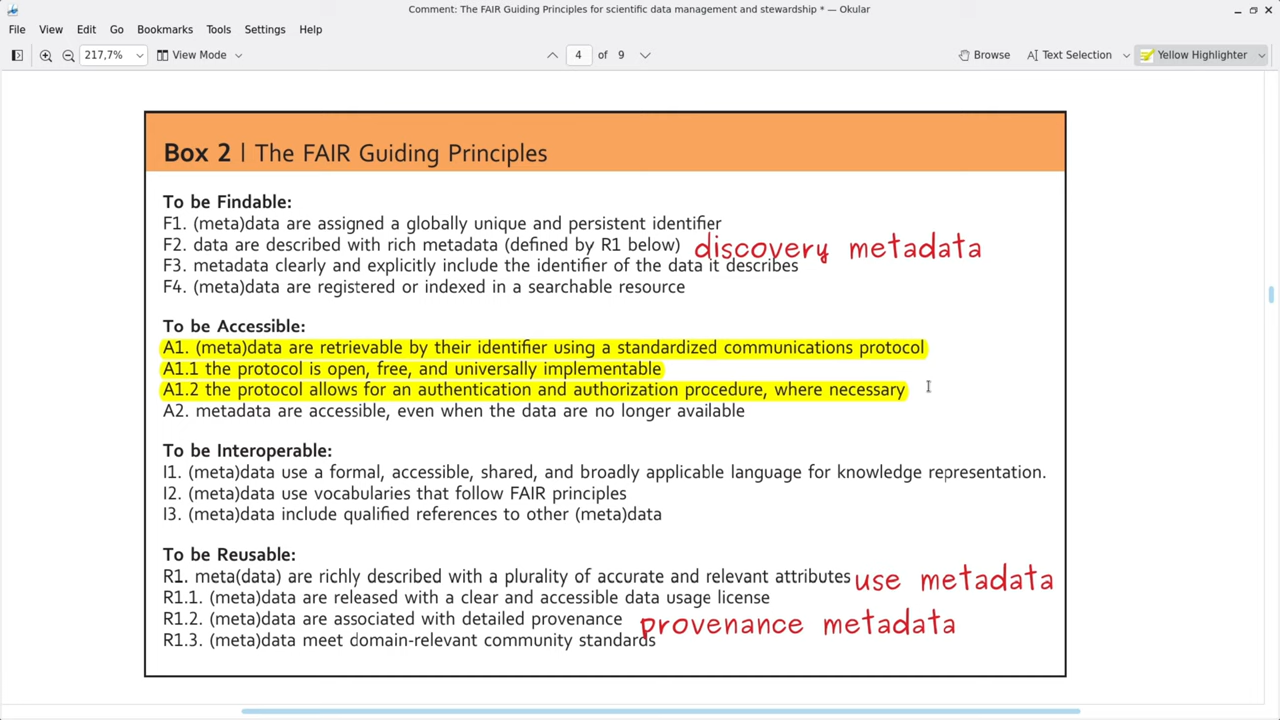 Comment: The FAIR Guiding Principles for scientific data management and stewardship * — Okular
File View Edit Go Bookmarks Tools Settings Help
217,7% View Mode 4 of 9 Browse Text Selection Yellow Highlighter
Box 2 | The FAIR Guiding Principles
To be Findable:
F1. (meta)data are assigned a globally unique and persistent identifier
F2. data are described with rich metadata (defined by R1 below) discovery metadata
F3. metadata clearly and explicitly include the identifier of the data it describes
F4. (meta)data are registered or indexed in a searchable resource
To be Accessible:
A1. (meta)data are retrievable by their identifier using a standardized communications protocol
A1.1 the protocol is open, free, and universally implementable
A1.2 the protocol allows for an authentication and authorization procedure, where necessary
A2. metadata are accessible, even when the data are no longer available
To be Interoperable:
I1. (meta)data use a formal, accessible, shared, and broadly applicable language for knowledge representation.
I2. (meta)data use vocabularies that follow FAIR principles
I3. (meta)data include qualified references to other (meta)data
To be Reusable:
R1. meta(data) are richly described with a plurality of accurate and relevant attributes use metadata
R1.1. (meta)data are released with a clear and accessible data usage license
R1.2. (meta)data are associated with detailed provenance provenance metadata
R1.3. (meta)data meet domain-relevant community standards